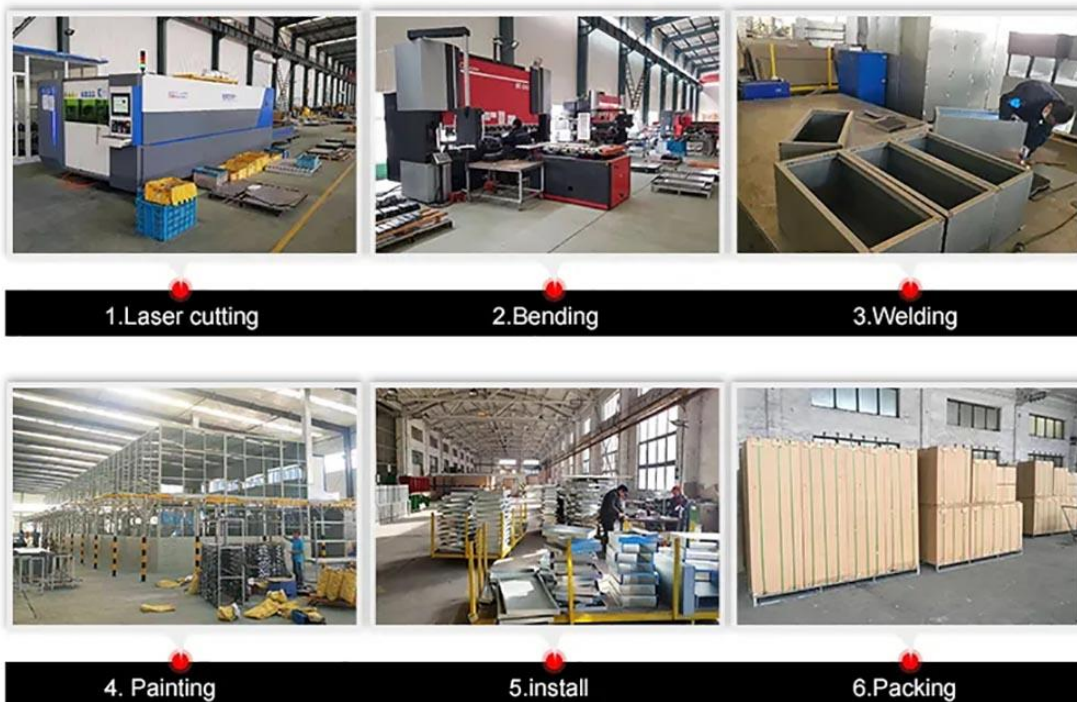 1.Laser cutting
2.Bending
3.Welding
4. Painting
5.install
6.Packing